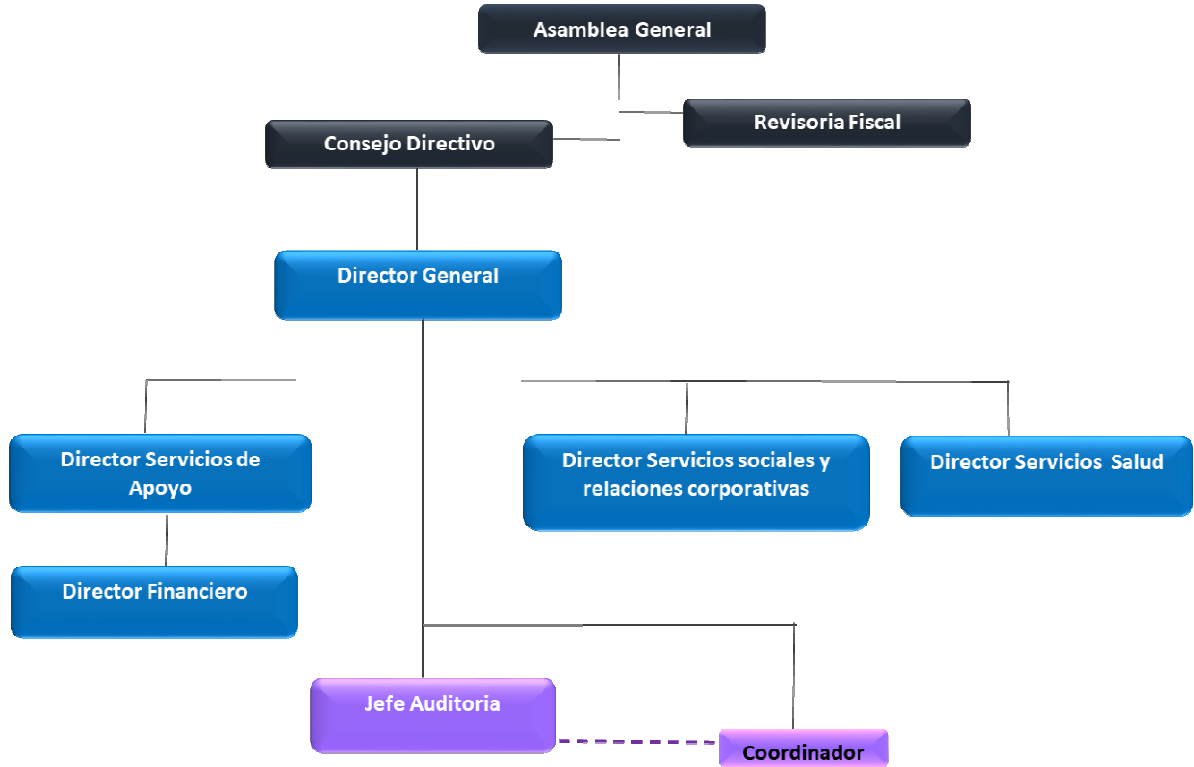 Asamblea General
Revisoria Fiscal
Consejo Directivo
Director General
Director Servicios de
Apoyo
Director Servicios sociales y
relaciones corporativas
Director Servicios Salud
Director Financiero
Jefe Auditoria
Coordinador